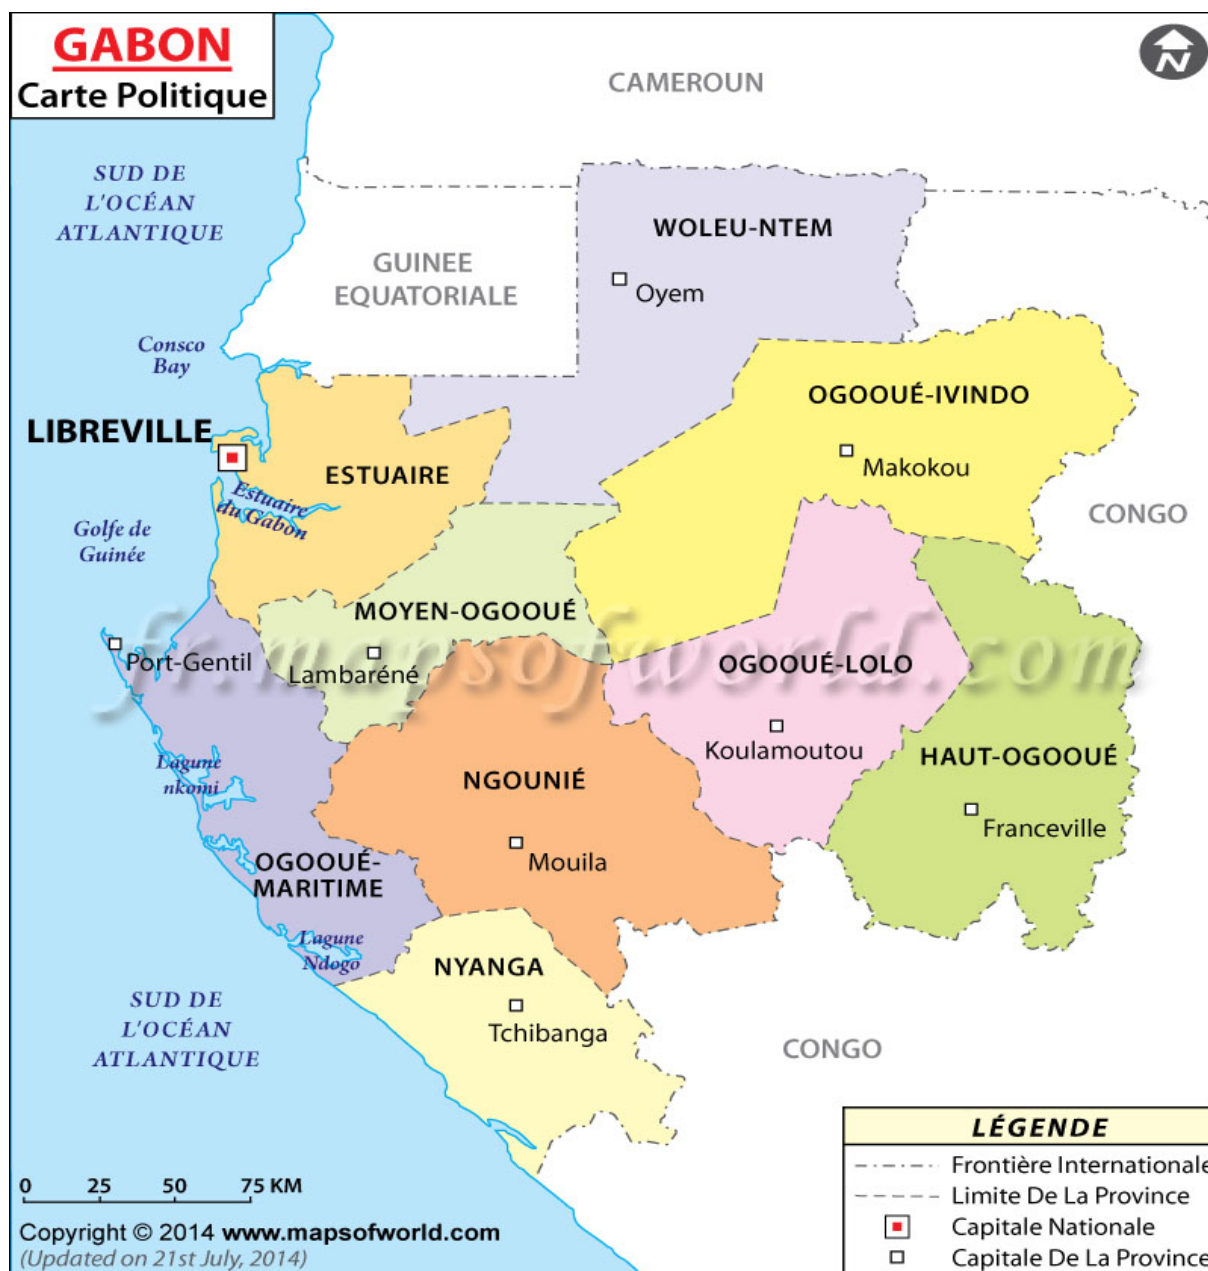 GABON
Carte Politique
N
CAMEROUN
SUD DE
L'OCÉAN
ATLANTIQUE
WOLEU-NTEM
GUINEE
EQUATORIALE
Oyem
Consco
Bay
OGOOUÉ-IVINDO
LIBREVILLE
Makokou
ESTUAIRE
Estuaire
du Gabon
CONGO
Golfe de
Guinée
MOYEN-OGOOUÉ
fr.mapsofworld.com
Port-Gentil
Lambaréné
OGOOUÉ-LOLO
Koulamoutou
HAUT-OGOOUÉ
Lagune
nkomi
NGOUNIÉ
Franceville
Mouila
OGOOUÉ-
MARITIME
Lagune
Ndogo
NYANGA
Tchibanga
SUD DE
L'OCÉAN
ATLANTIQUE
CONGO
LÉGENDE
Frontière Internationale
Limite De La Province
Capitale Nationale
Capitale De La Province
0 25 50 75 KM
Copyright © 2014 www.mapsofworld.com
(Updated on 21st July, 2014)